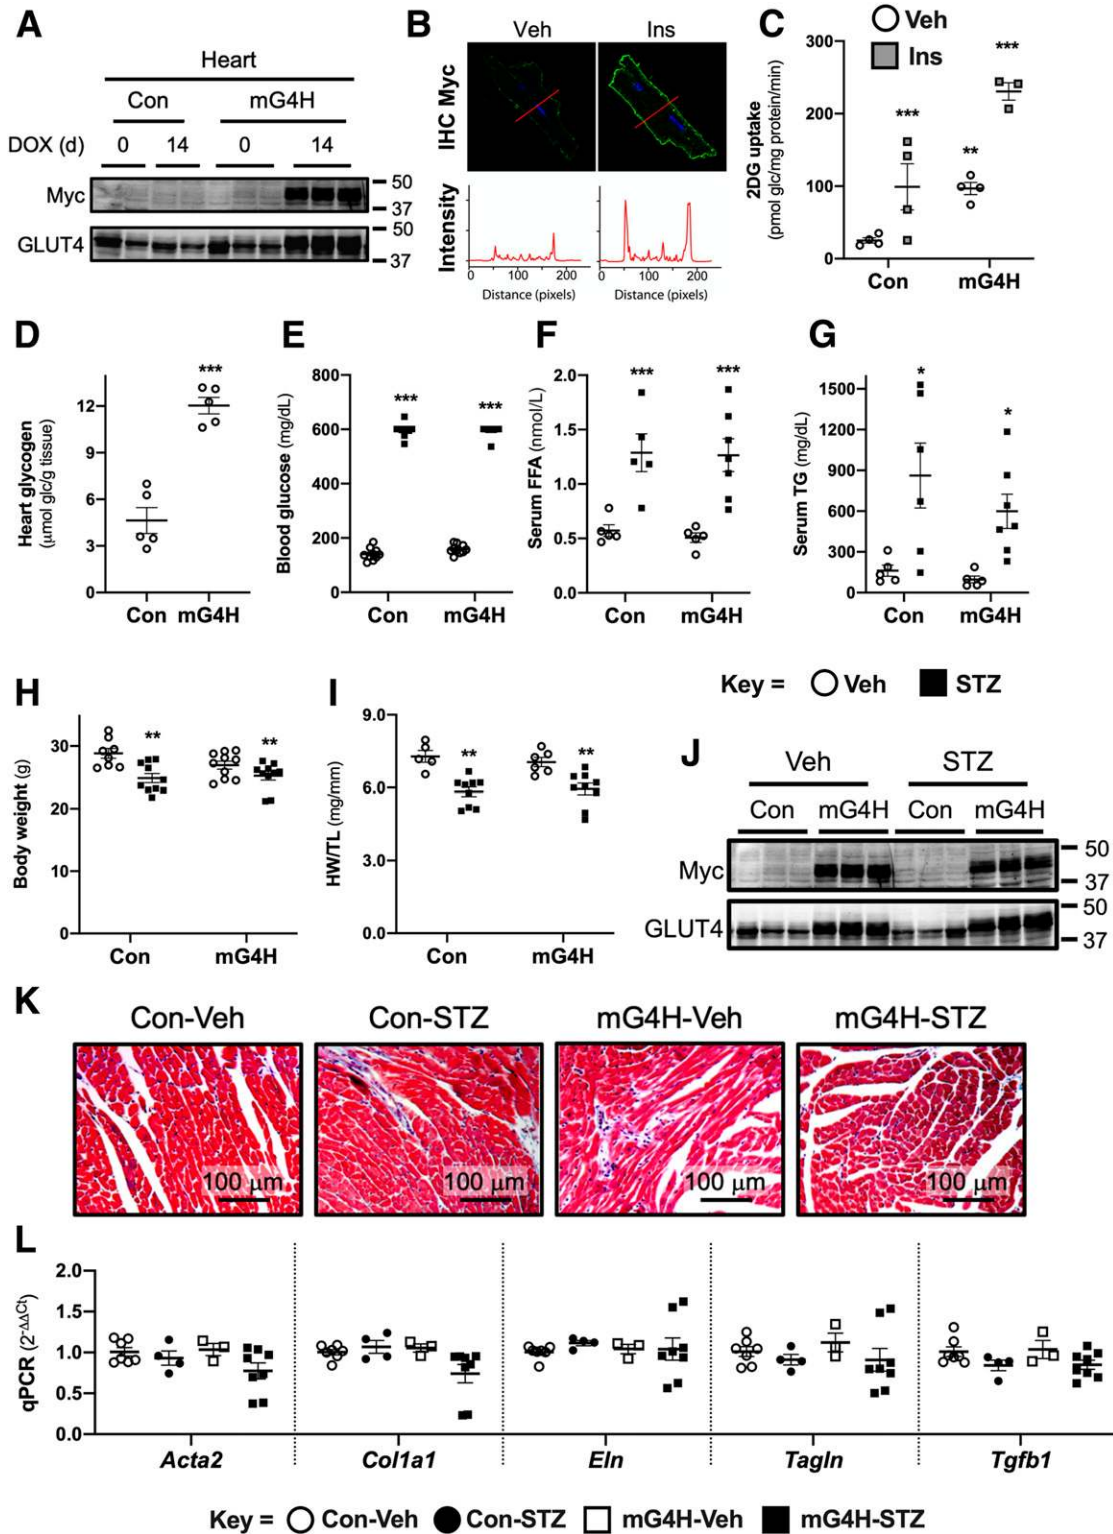 A
Heart
Con mG4H
DOX (d) 0 14 0 14
Myc
50
37
GLUT4
50
37
B
Veh Ins
IHC Myc
Intensity
0 100 200 0 100 200
Distance (pixels) Distance (pixels)
C
Veh
Ins
2DG uptake
(pmol glc/mg protein/min)
300
200
100
0
***
**
***
Con mG4H
D
Heart glycogen
(μmol glc/g tissue)
12
9
6
3
0
***
Con mG4H
E
Blood glucose (mg/dL)
800
600
400
200
0
*** ***
Con mG4H
F
Serum FFA (nmol/L)
2.0
1.5
1.0
0.5
0.0
*** ***
Con mG4H
G
Serum TG (mg/dL)
1500
1200
900
600
300
0
* *
Con mG4H
Key = Veh STZ
H
Body weight (g)
30
20
10
0
** **
Con mG4H
I
HW/TL (mg/mm)
9.0
6.0
3.0
0.0
** **
Con mG4H
J
Veh STZ
Con mG4H Con mG4H
Myc
50
37
GLUT4
50
37
K
Con-Veh Con-STZ mG4H-Veh mG4H-STZ
100 μm 100 μm 100 μm 100 μm
L
qPCR (2-ΔΔCt)
2.0
1.5
1.0
0.5
0.0
Acta2 Col1a1 Eln Tagln Tgfb1
Key = Con-Veh Con-STZ mG4H-Veh mG4H-STZ